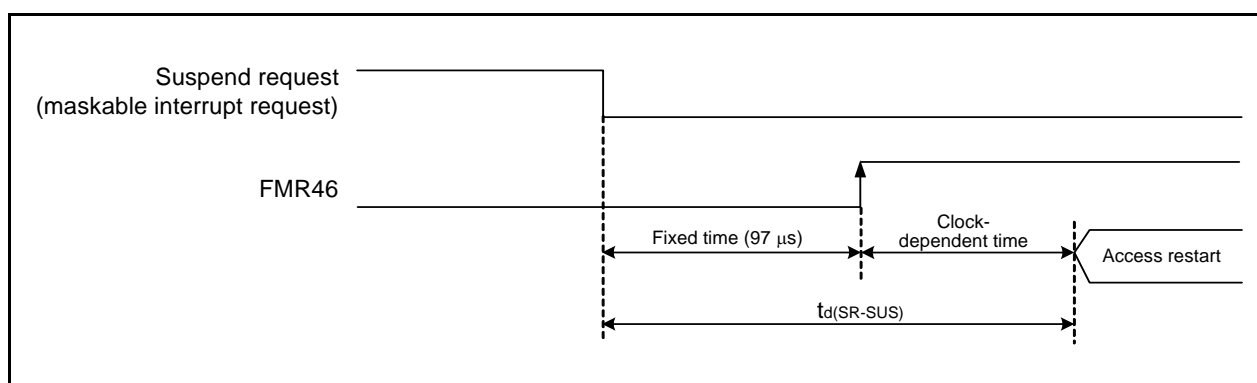 Suspend request
(maskable interrupt request)
FMR46
Fixed time (97 μs)
Clock-
dependent time
Access restart
td(SR-SUS)